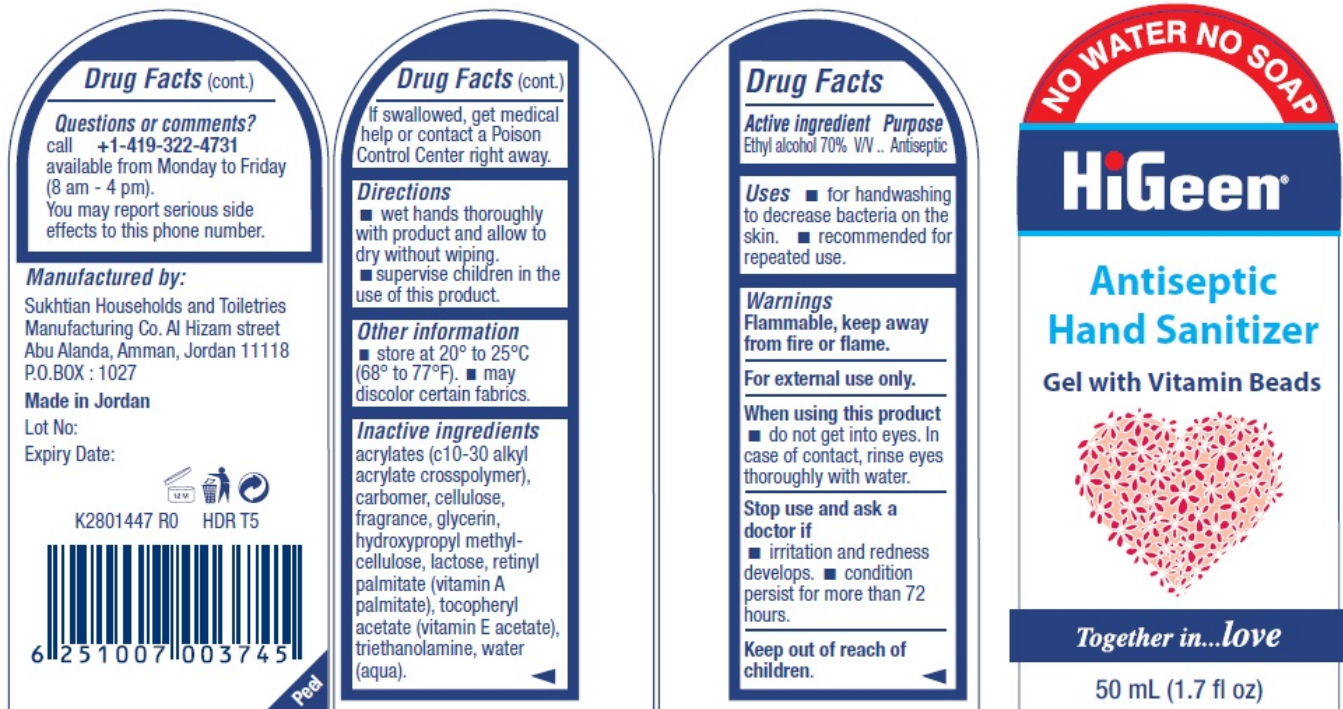 Drug Facts (cont.)
Questions or comments?
call +1-419-322-4731
available from Monday to Friday
(8 am - 4 pm).
You may report serious side
effects to this phone number.
Manufactured by:
Sukhtian Households and Toiletries
Manufacturing Co. Al Hizam street
Abu Alanda, Amman, Jordan 11118
P.O.BOX : 1027
Made in Jordan
Lot No:
Expiry Date:
12 M
K2801447 R0 HDR T5
6 251007 003745
Peel
Drug Facts (cont.)
If swallowed, get medical
help or contact a Poison
Control Center right away.
Directions
■ wet hands thoroughly
with product and allow to
dry without wiping.
■ supervise children in the
use of this product.
Other information
■ store at 20° to 25°C
(68° to 77°F). ■ may
discolor certain fabrics.
Inactive ingredients
acrylates (c10-30 alkyl
acrylate crosspolymer),
carbomer, cellulose,
fragrance, glycerin,
hydroxypropyl methyl-
cellulose, lactose, retinyl
palmitate (vitamin A
palmitate), tocopheryl
acetate (vitamin E acetate),
triethanolamine, water
(aqua).
Drug Facts
Active ingredient Purpose
Ethyl alcohol 70% V/V .. Antiseptic
Uses ■ for handwashing
to decrease bacteria on the
skin. ■ recommended for
repeated use.
Warnings
Flammable, keep away
from fire or flame.
For external use only.
When using this product
■ do not get into eyes. In
case of contact, rinse eyes
thoroughly with water.
Stop use and ask a
doctor if
■ irritation and redness
develops. ■ condition
persist for more than 72
hours.
Keep out of reach of
children.
NO WATER NO SOAP
HiGeen®
Antiseptic
Hand Sanitizer
Gel with Vitamin Beads
Together in...love
50 mL (1.7 fl oz)